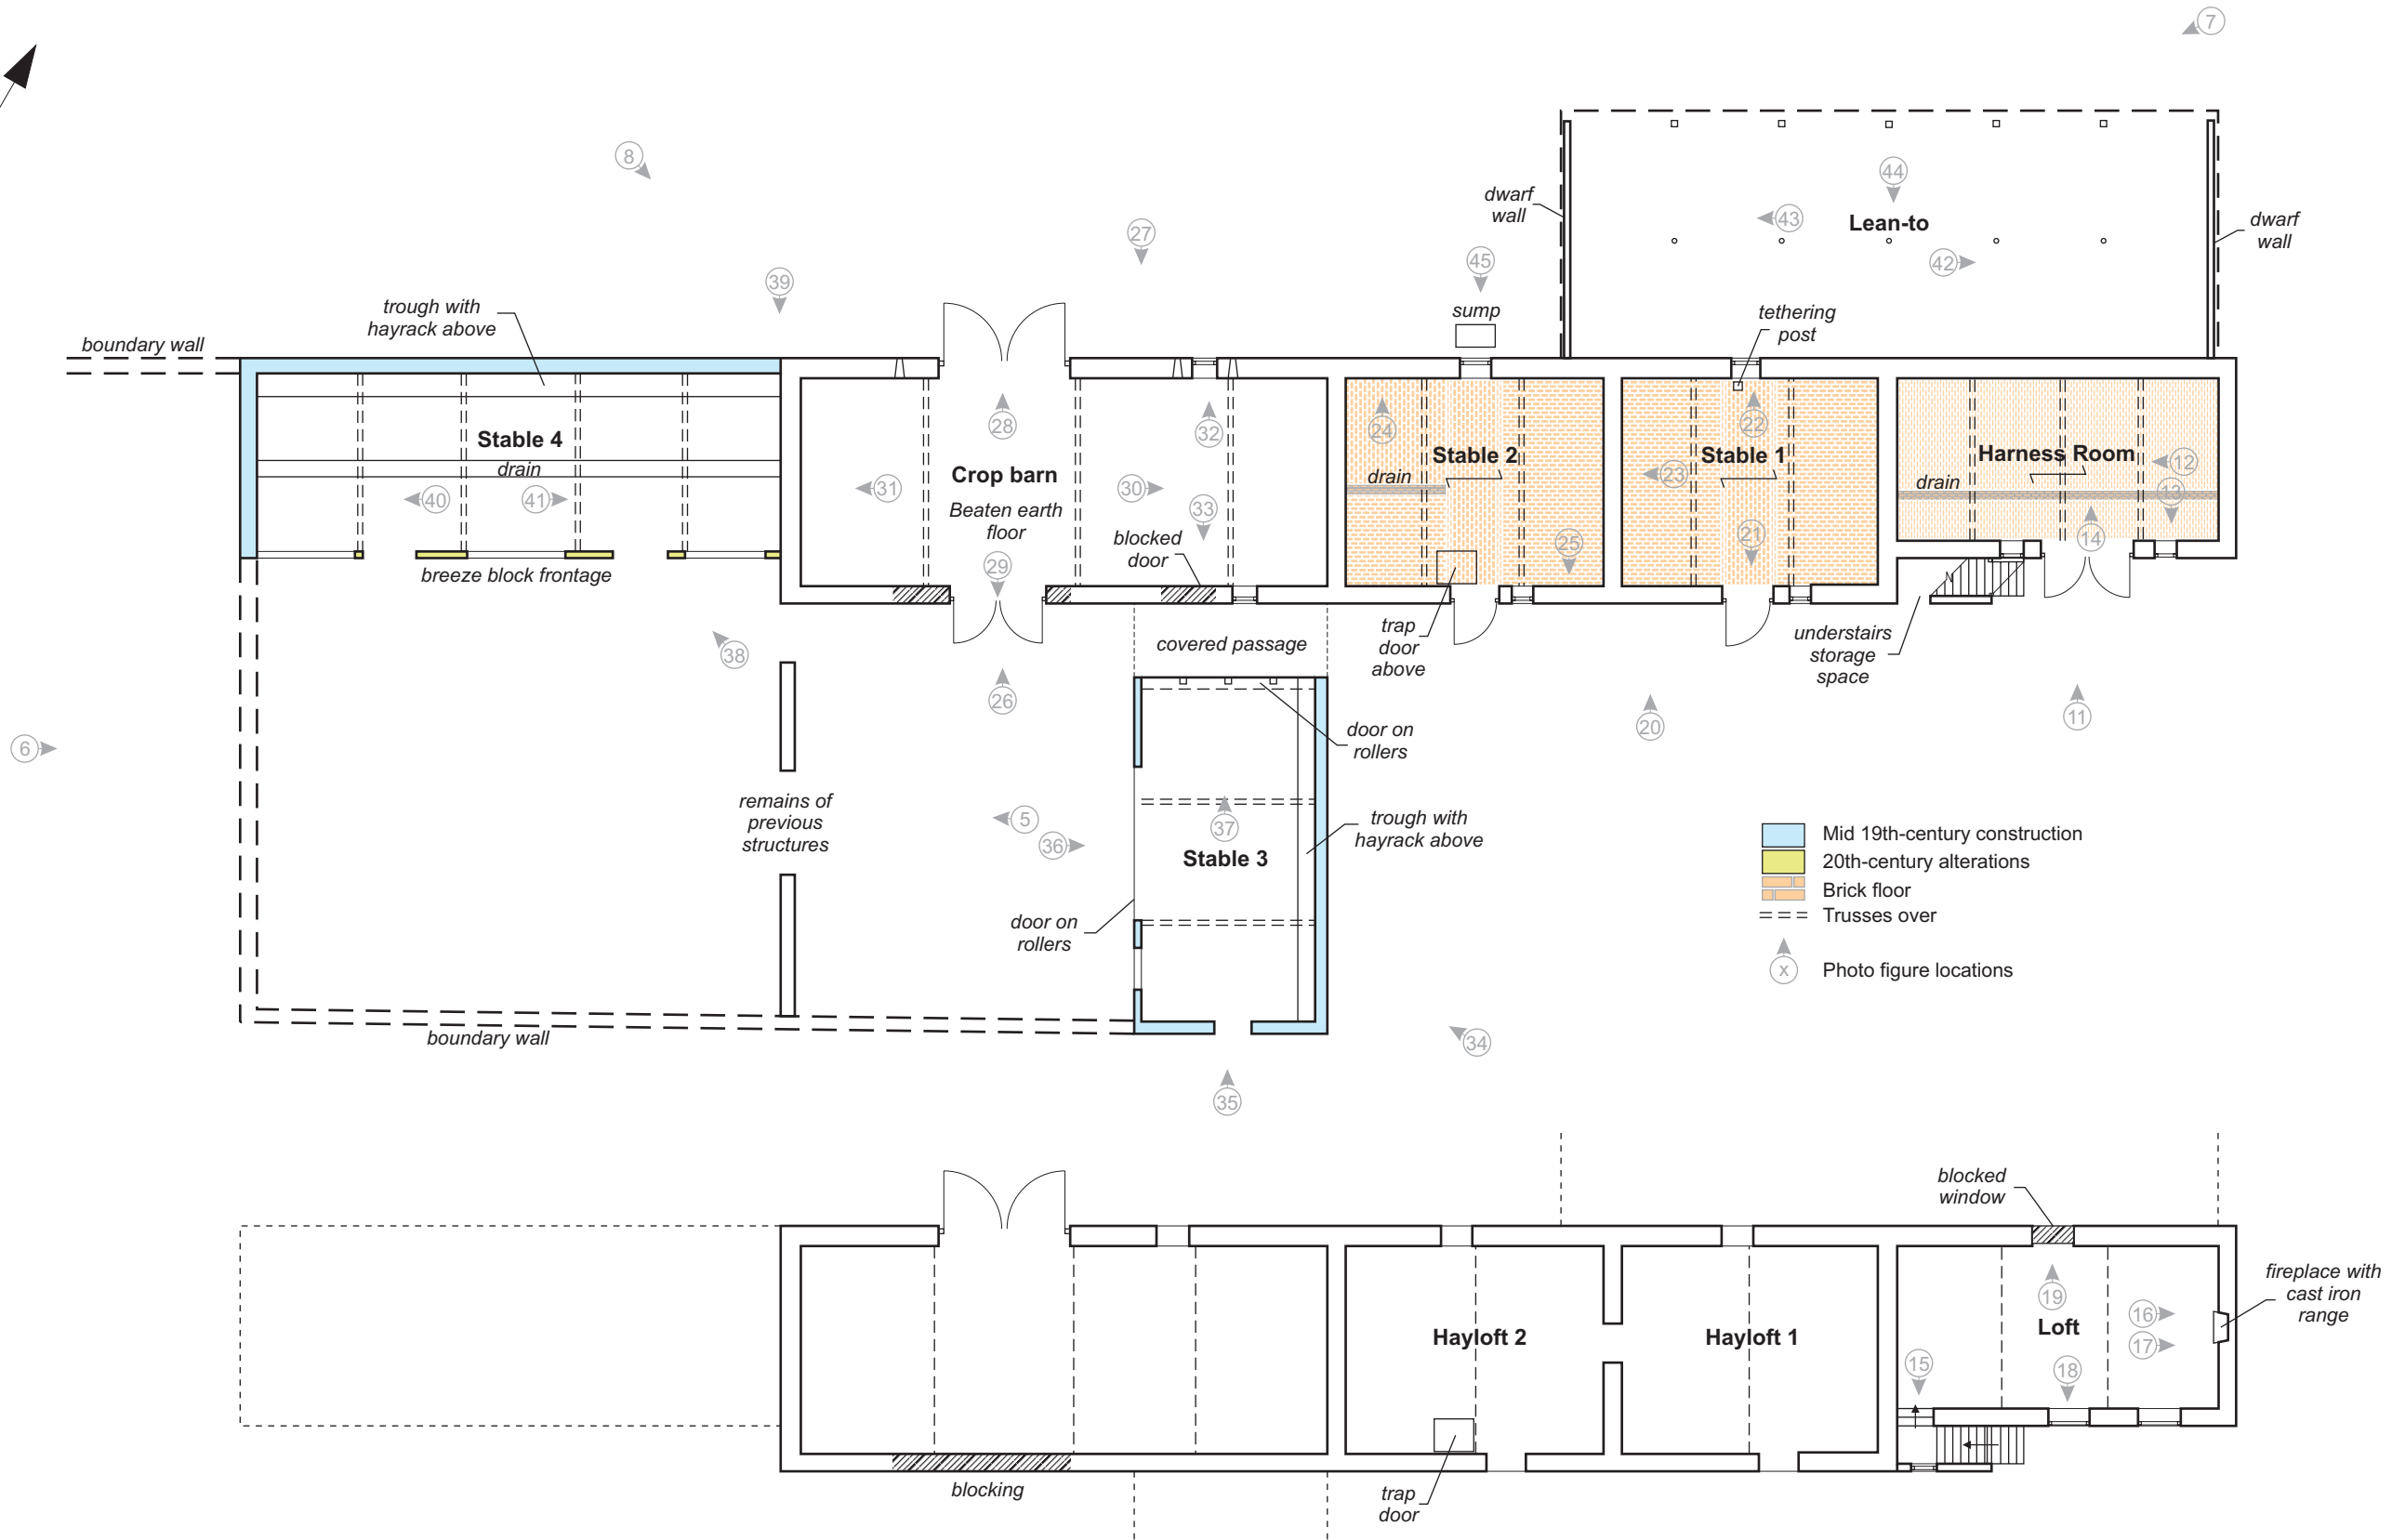 7
8
27
39
44
43
42
45
Lean-to
dwarf
wall
dwarf
wall
sump
tethering
post
trough with
hayrack above
boundary wall
Stable 4
drain
40
41
breeze block frontage
28
31
Crop barn
Beaten earth
floor
29
30
32
33
blocked
door
24
Stable 2
drain
25
22
Stable 1
23
21
Harness Room
drain
12
13
14
trap
door
above
understairs
storage
space
covered passage
38
26
20
11
6
door on
rollers
remains of
previous
structures
5
36
37
Stable 3
trough with
hayrack above
door on
rollers
boundary wall
34
35
Mid 19th-century construction
20th-century alterations
Brick floor
Trusses over
x
Photo figure locations
blocked
window
fireplace with
cast iron
range
Hayloft 2
Hayloft 1
Loft
19
16
17
15
18
blocking
trap
door
N